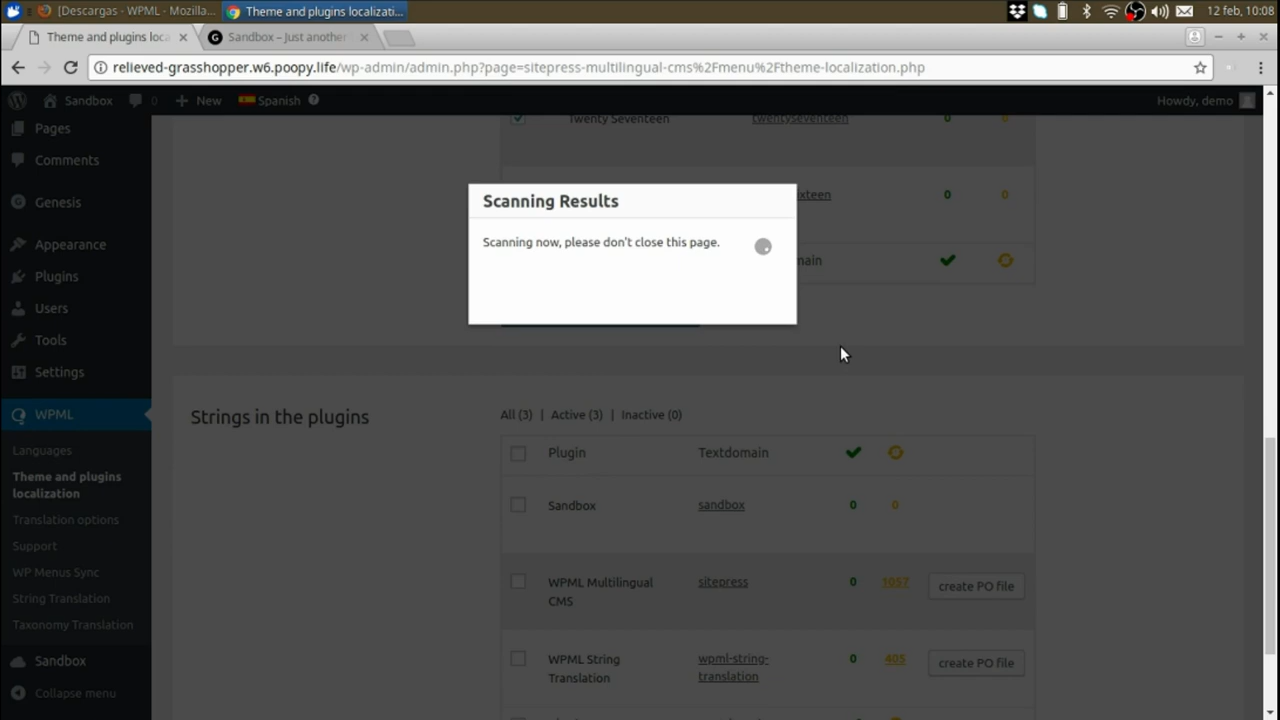 [Descargas - WPML - Mozilla...
Theme and plugins localizati...
12 feb, 10:08
Theme and plugins loca
Sandbox – Just another
relieved-grasshopper.w6.poopy.life/wp-admin/admin.php?page=sitepress-multilingual-cms%2Fmenu%2Ftheme-localization.php
Sandbox
0
New
Spanish
Howdy, demo
Pages
Comments
Genesis
Appearance
Plugins
Users
Tools
Settings
WPML
Languages
Theme and plugins
localization
Translation options
Support
WP Menus Sync
String Translation
Taxonomy Translation
Sandbox
Collapse menu
Twenty Seventeen
twentyseventeen
0
0
ixteen
0
0
main
Scanning Results
Scanning now, please don't close this page.
Strings in the plugins
All (3) | Active (3) | Inactive (0)
Plugin
Textdomain
Sandbox
sandbox
0
0
WPML Multilingual
CMS
sitepress
0
1057
create PO file
WPML String
Translation
wpml-string-
translation
0
405
create PO file